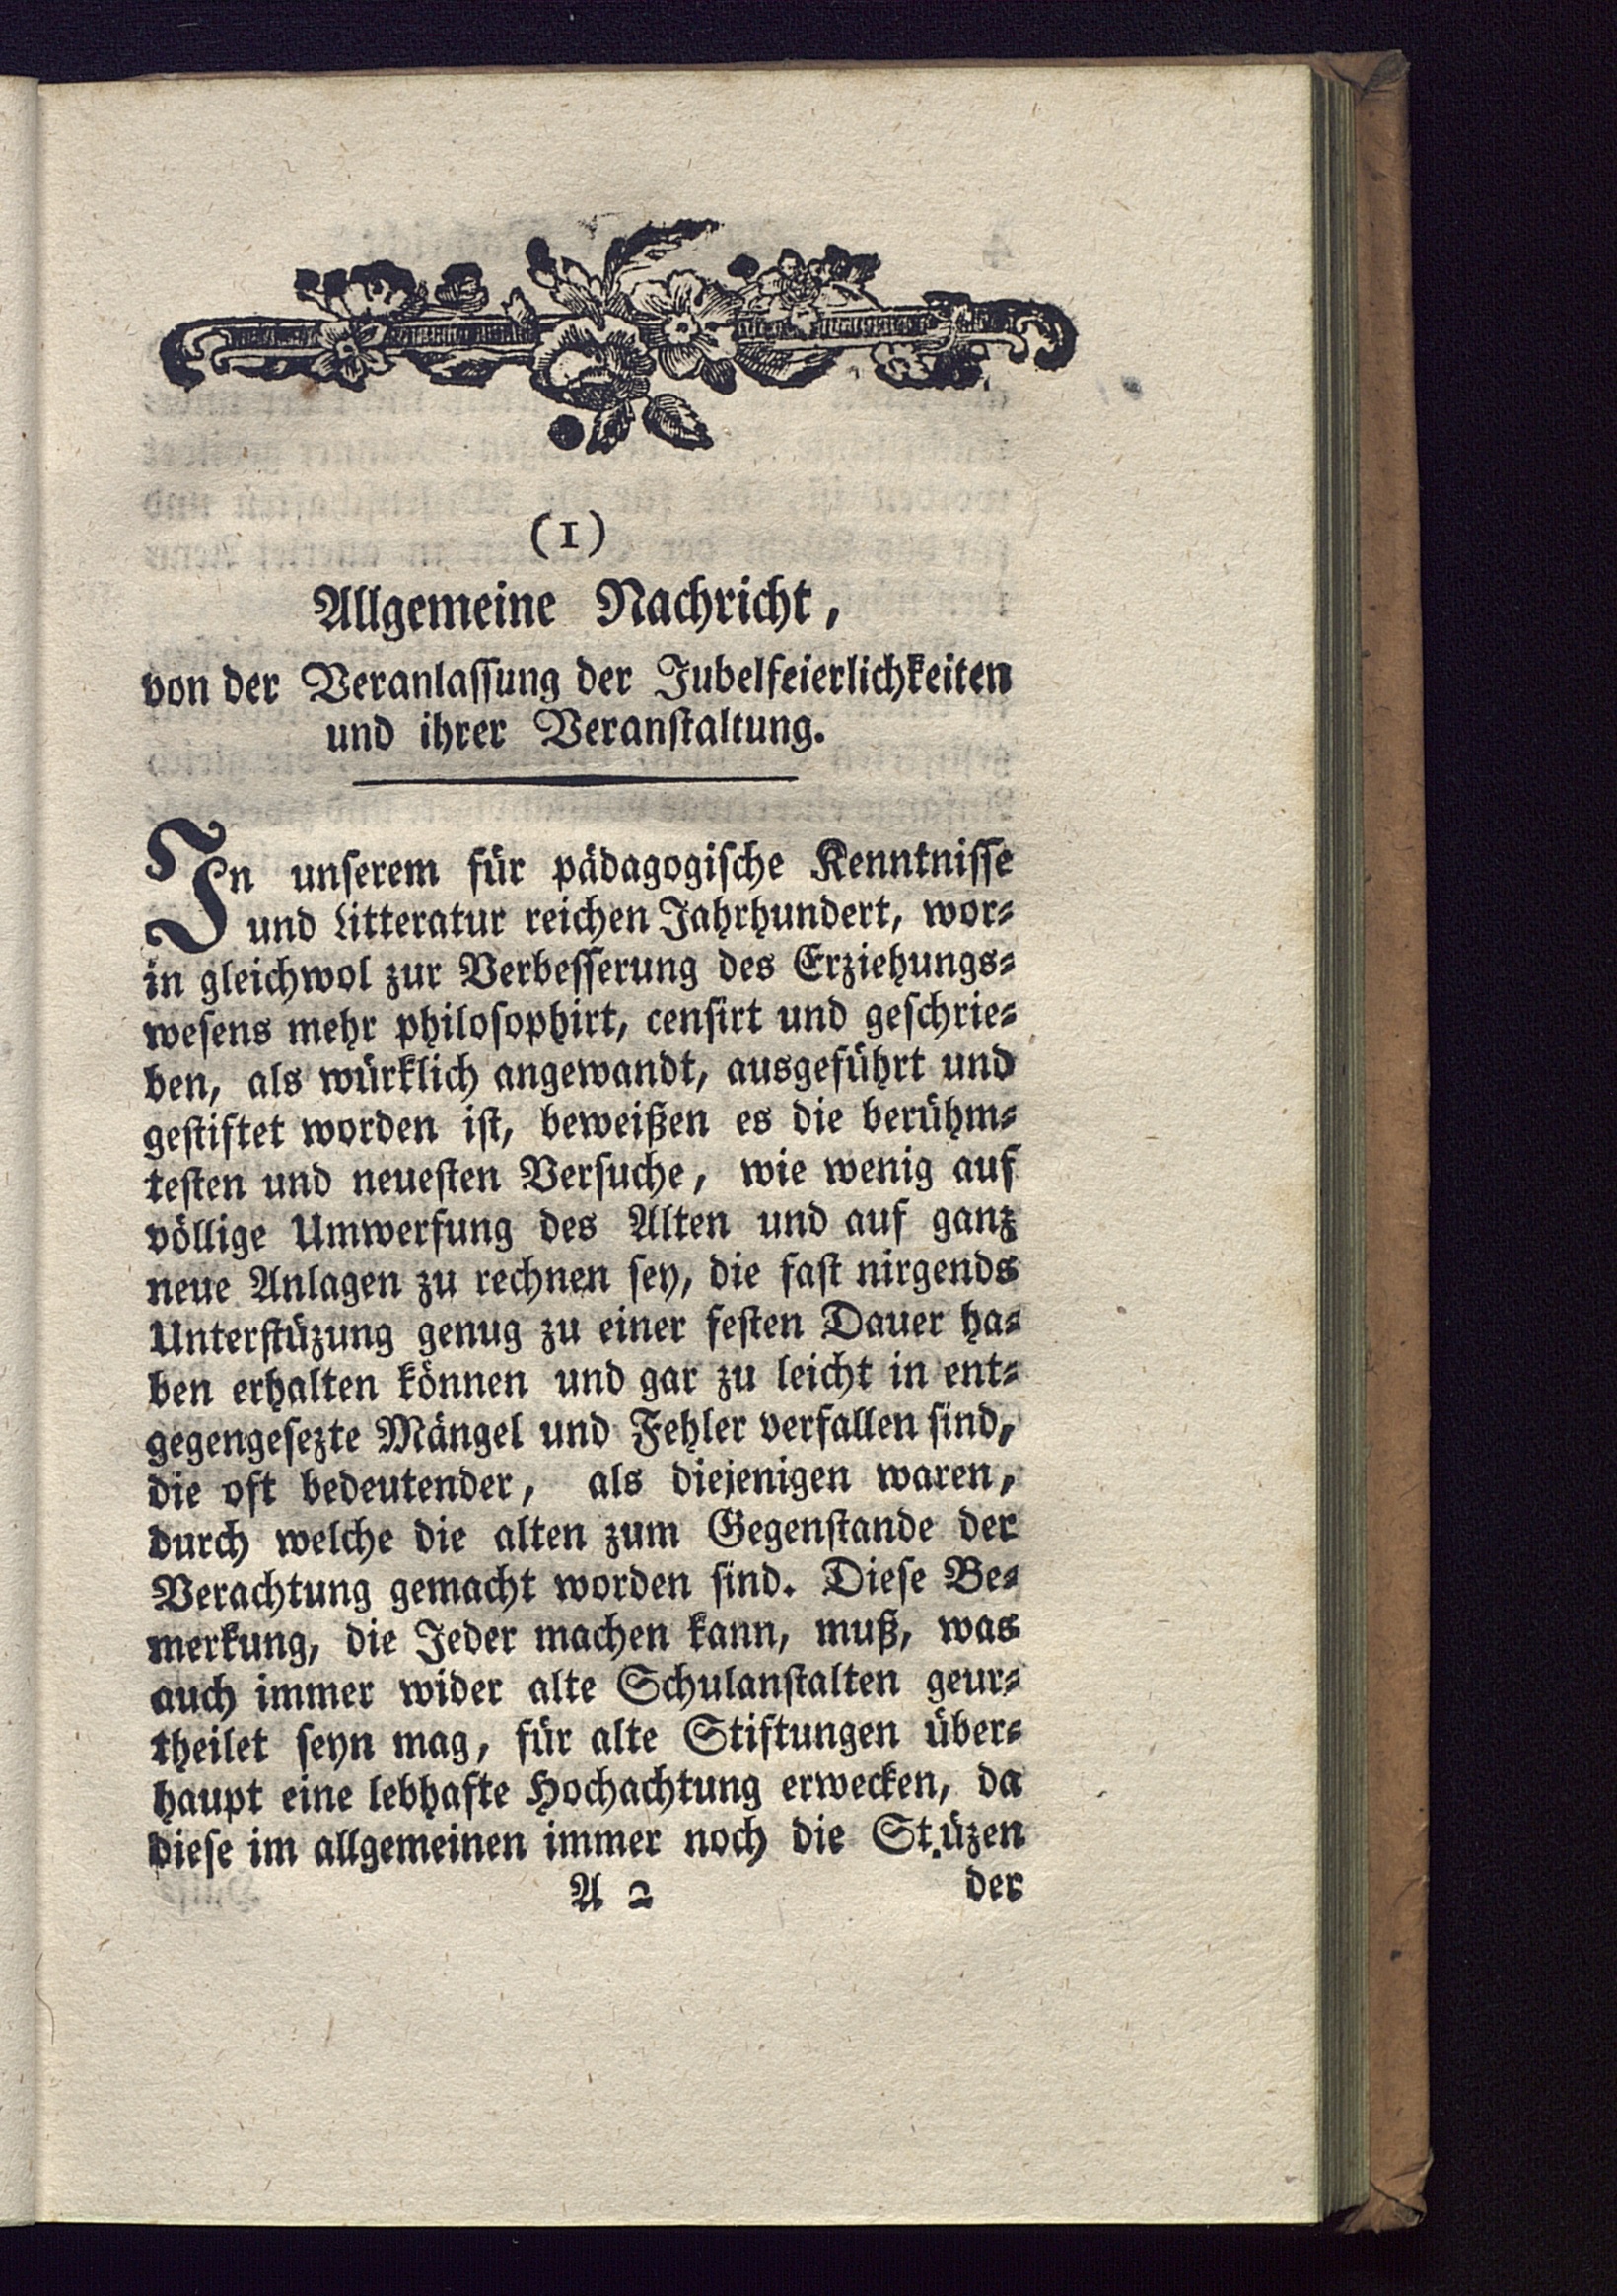 (1)
Allgemeine Nachricht,
von der Veranlassung der Jubelfeierlichkeiten
und ihrer Veranstaltung.
In unserem für pädagogische Kenntnisse
und Litteratur reichen Jahrhundert, wor-
in gleichwol zur Verbesserung des Erziehungs-
wesens mehr philosophirt, censirt und geschrie-
ben, als würklich angewandt, ausgeführt und
gestiftet worden ist, beweißen es die berühm-
testen und neuesten Versuche, wie wenig auf
völlige Umwerfung des Alten und auf ganz
neue Anlagen zu rechnen sey, die fast nirgends
Unterstüzung genug zu einer festen Dauer ha-
ben erhalten können und gar zu leicht in ent-
gegengesezte Mängel und Fehler verfallen sind,
die oft bedeutender, als diejenigen waren,
durch welche die alten zum Gegenstande der
Verachtung gemacht worden sind. Diese Be-
merkung, die Jeder machen kann, muß, was
auch immer wider alte Schulanstalten geur-
theilet seyn mag, für alte Stiftungen über-
haupt eine lebhafte Hochachtung erwecken, da
diese im allgemeinen immer noch die Stüzen
A 2 der